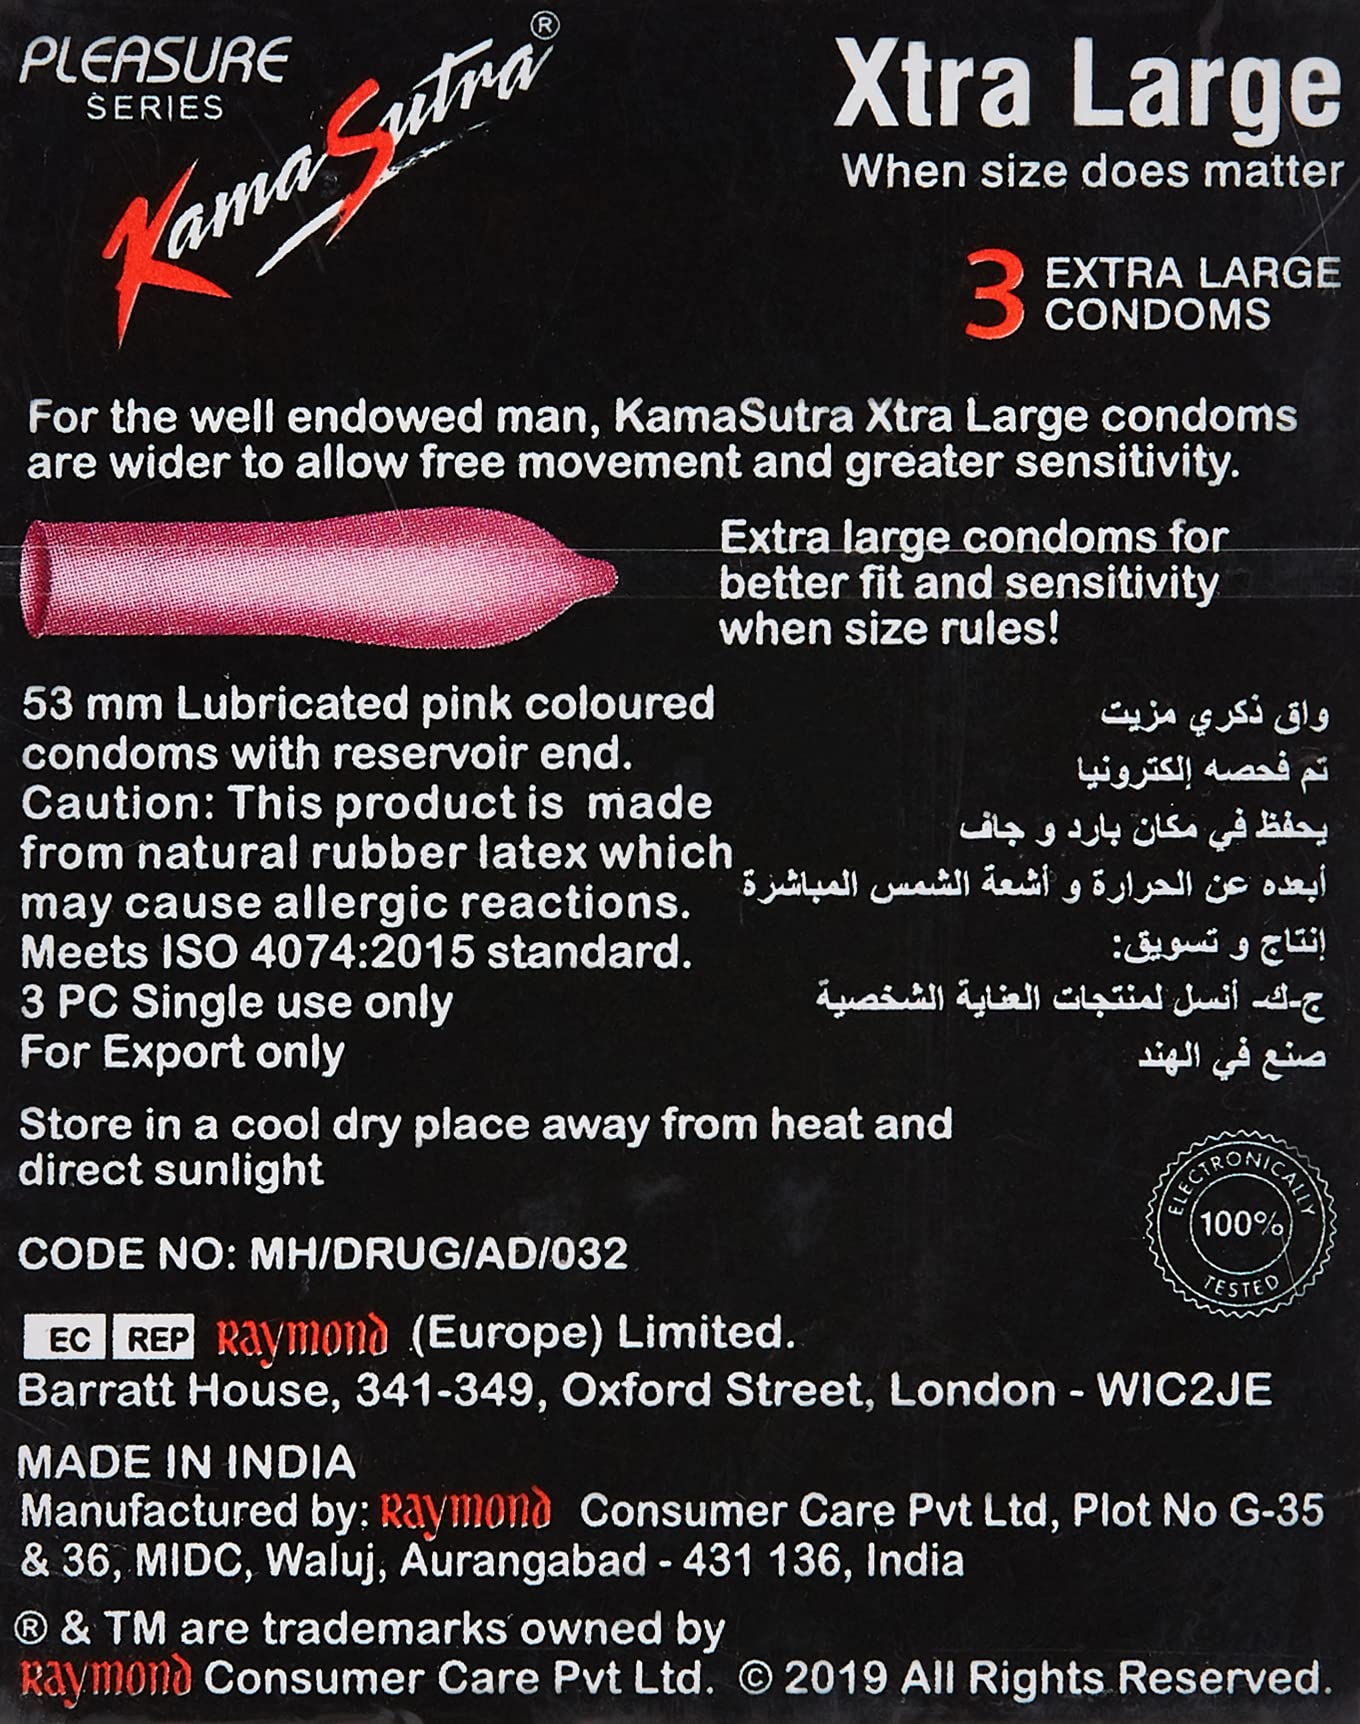 PLEASURE
SERIES
KamaSutra®
Xtra Large
When size does matter
3 EXTRA LARGE
CONDOMS
For the well endowed man, KamaSutra Xtra Large condoms
are wider to allow free movement and greater sensitivity.
Extra large condoms for
better fit and sensitivity
when size rules!
53 mm Lubricated pink coloured
condoms with reservoir end.
Caution: This product is made
from natural rubber latex which
may cause allergic reactions.
Meets ISO 4074:2015 standard.
3 PC Single use only
For Export only
واق ذكري مزيت
تم فحصه إلكترونيا
يحفظ في مكان بارد و جاف
أبعده عن الحرارة و أشعة الشمس المباشرة
إنتاج و تسويق:
ج-ك- أنسل لمنتجات العناية الشخصية
صنع في الهند
Store in a cool dry place away from heat and
direct sunlight
ELECTRONICALLY
100%
TESTED
CODE NO: MH/DRUG/AD/032
EC REP Raymond (Europe) Limited.
Barratt House, 341-349, Oxford Street, London - WIC2JE
MADE IN INDIA
Manufactured by: Raymond Consumer Care Pvt Ltd, Plot No G-35
& 36, MIDC, Waluj, Aurangabad - 431 136, India
® & TM are trademarks owned by
Raymond Consumer Care Pvt Ltd. © 2019 All Rights Reserved.